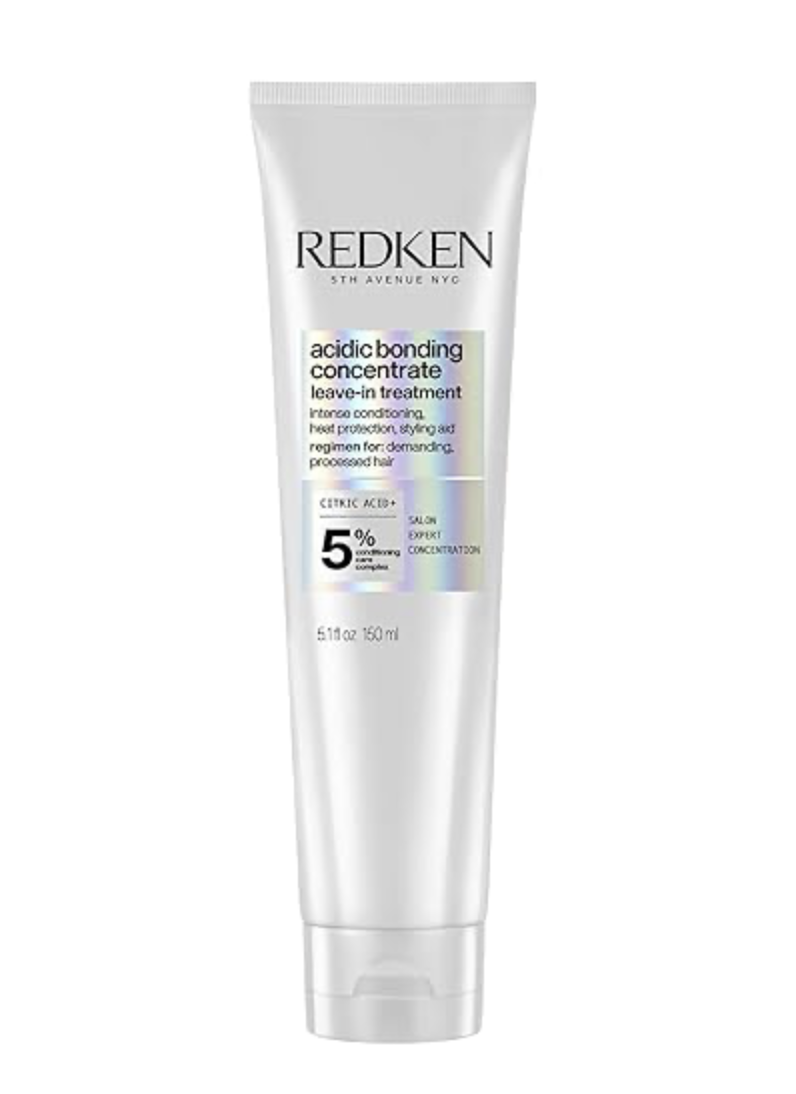 REDKEN
5TH AVENUE NYC
acidic bonding
concentrate
leave-in treatment
intense conditioning,
heat protection, styling aid
regimen for: demanding,
processed hair
CITRIC ACID+
5%
conditioning
care
complex
SALON
EXPERT
CONCENTRATION
5.1 fl oz 150 ml